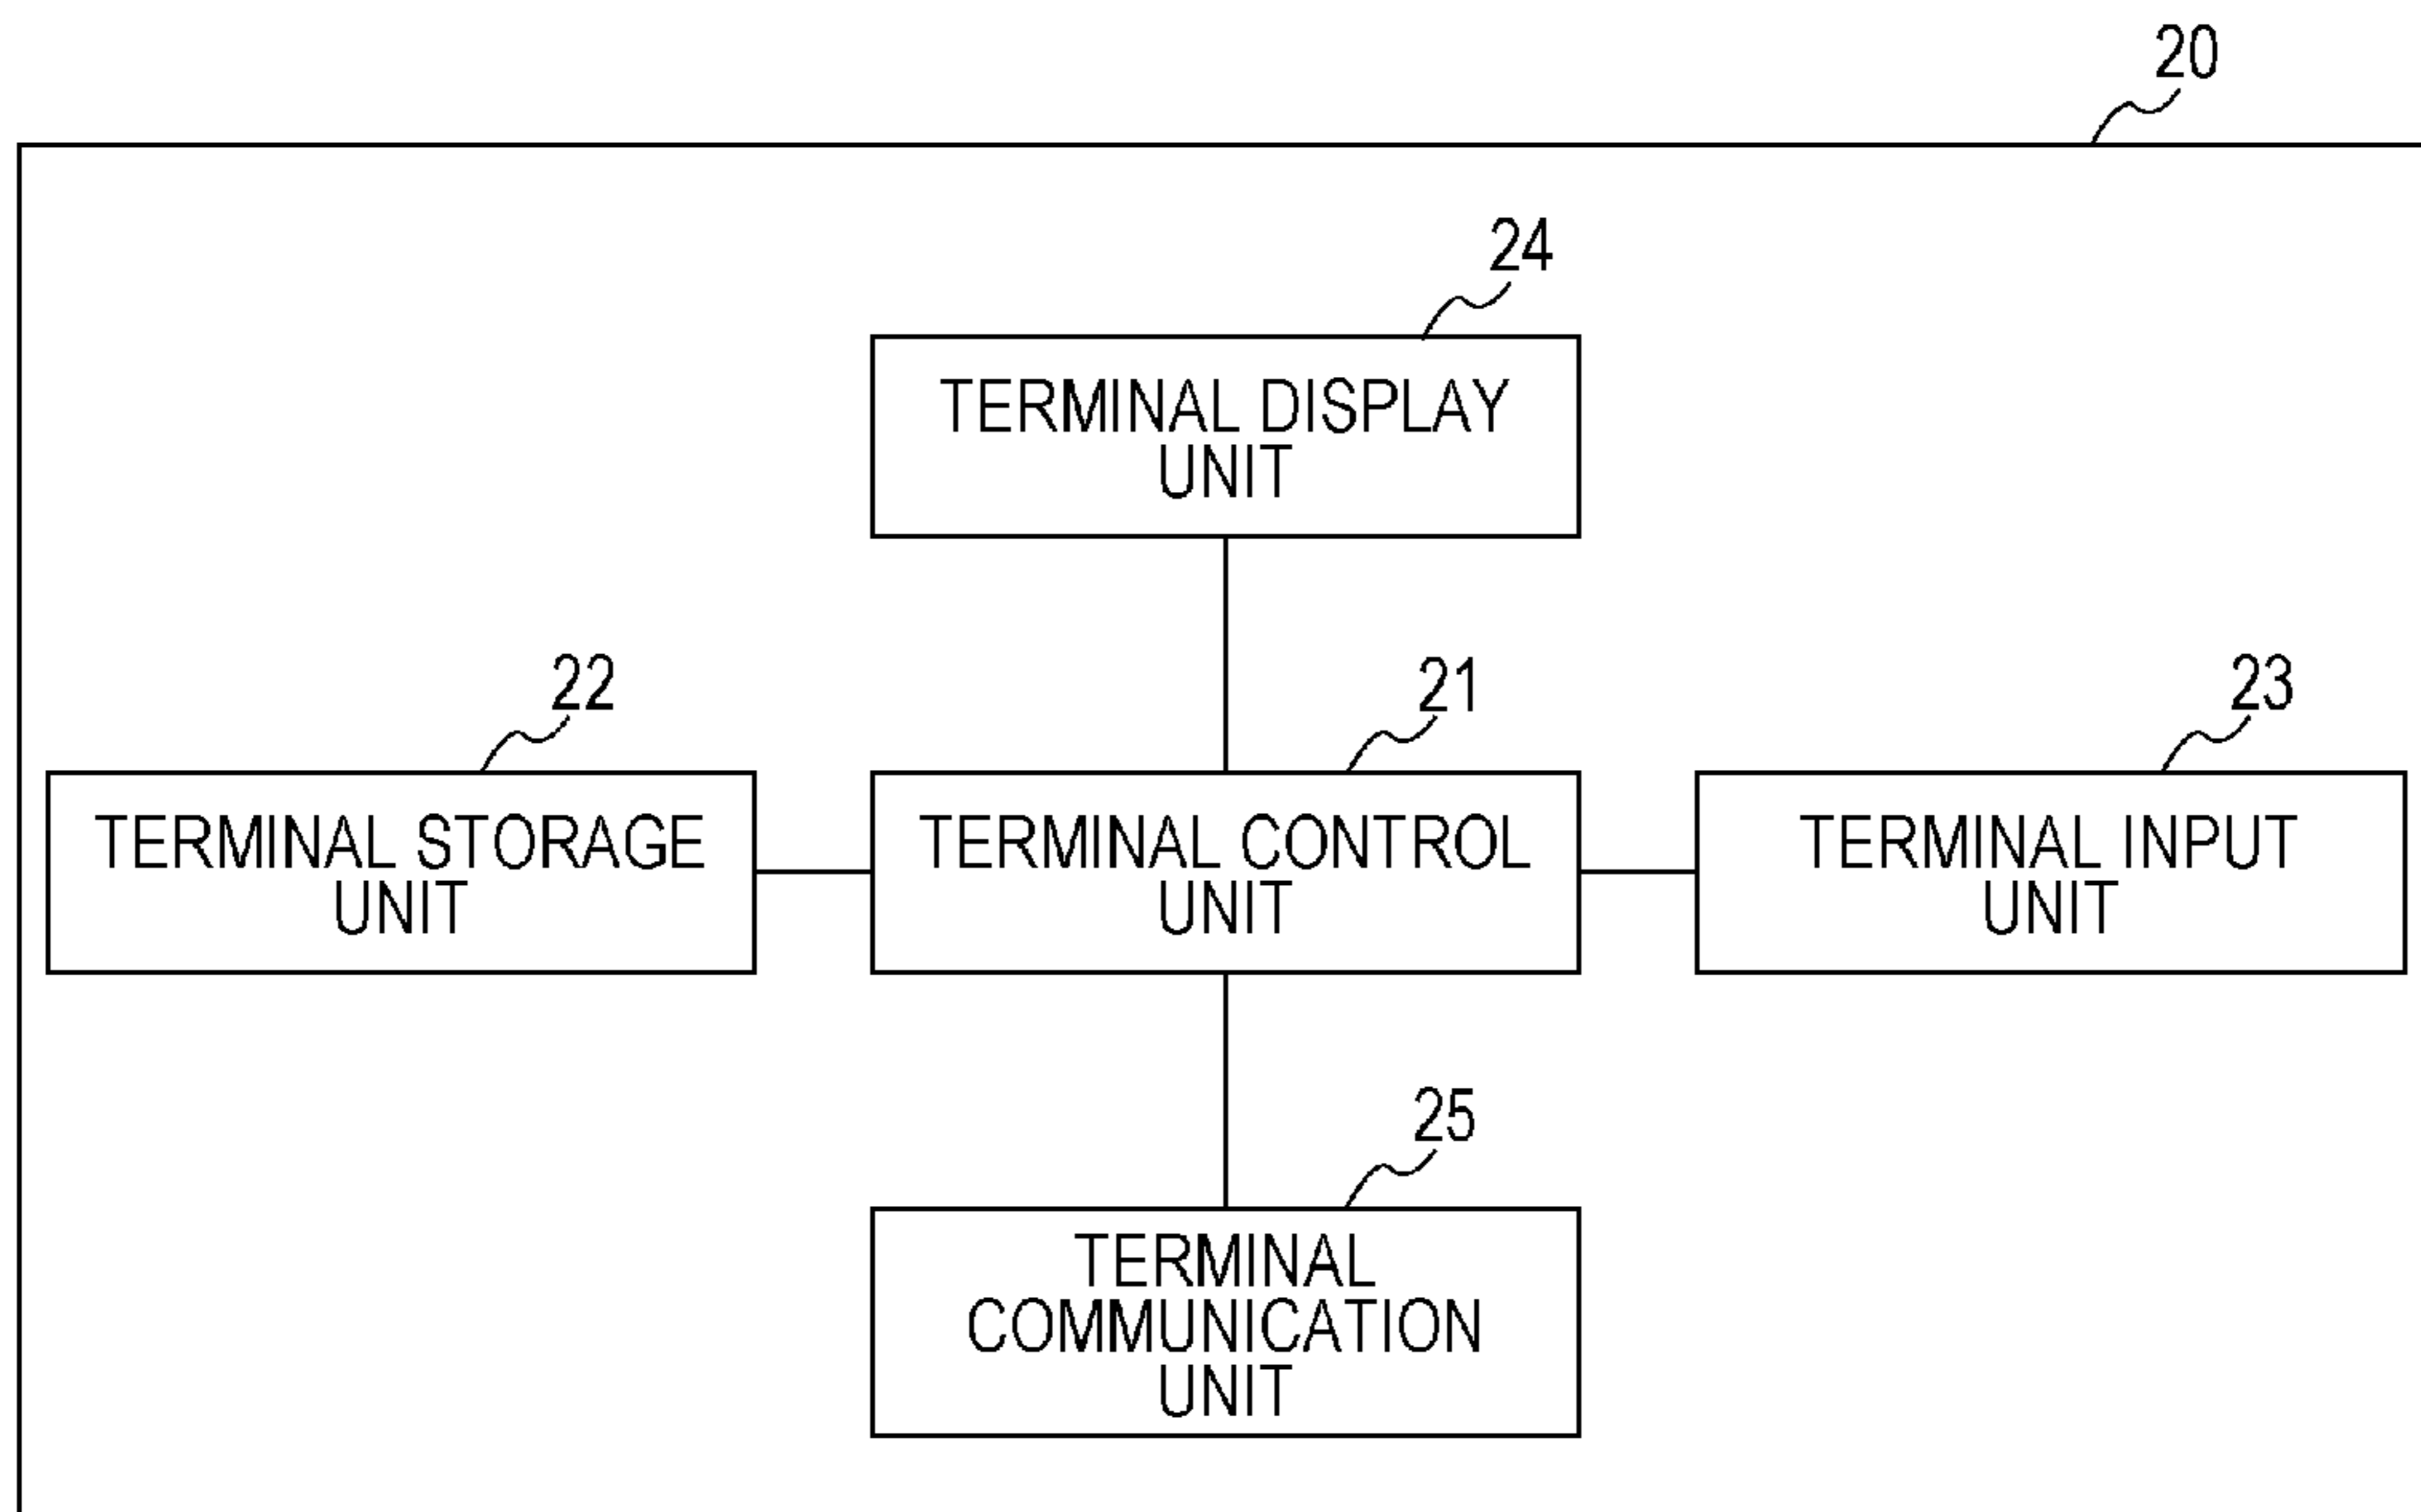 20
24
TERMINAL DISPLAY
UNIT
22
21
23
TERMINAL STORAGE
UNIT
TERMINAL CONTROL
UNIT
TERMINAL INPUT
UNIT
25
TERMINAL
COMMUNICATION
UNIT